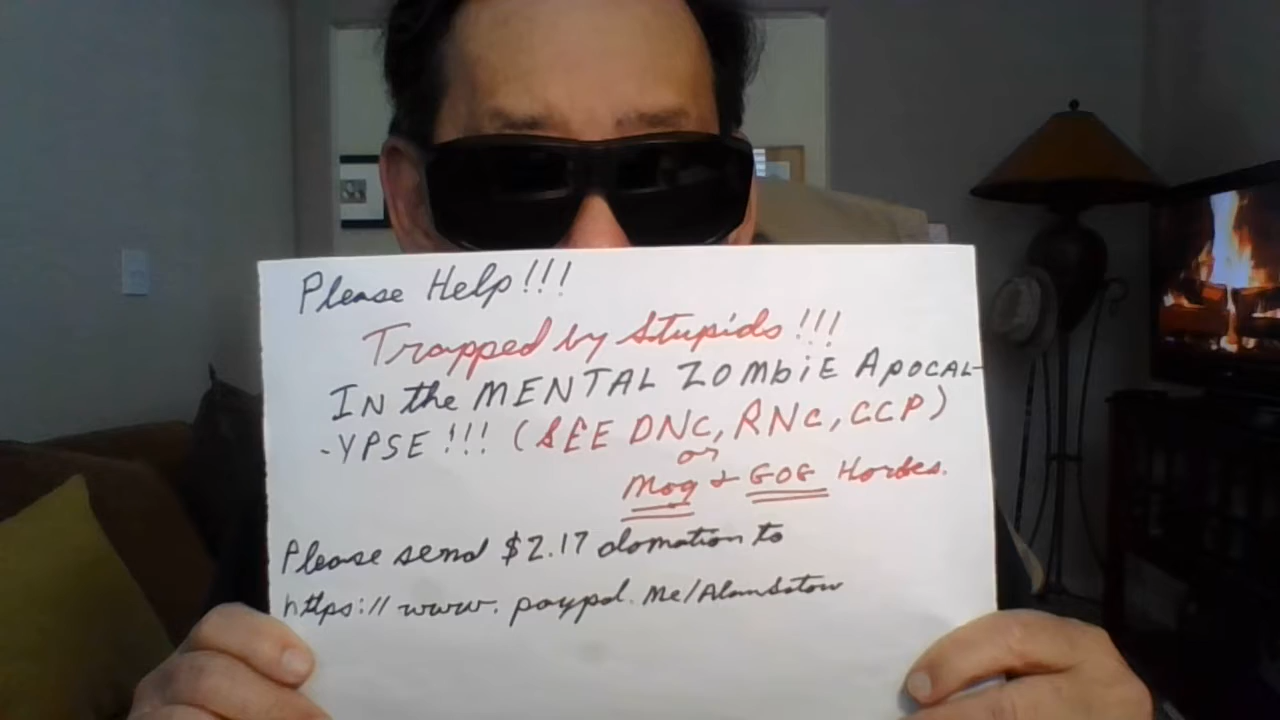 Please Help!!!
Trapped by Stupids!!!
IN the MENTAL ZOMBiE APOCAL-
-YPSE!!! (SEE DNC, RNC, CCP)
or
Mog & GOG Hordes.
Please send $2.17 donation to
https://www.paypal.Me/AlanSatow